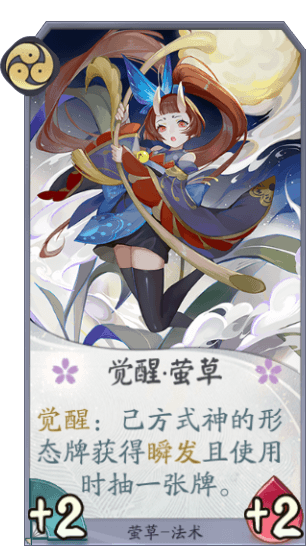 觉醒·萤草
觉醒：己方式神的形
态牌获得瞬发且使用
时抽一张牌。
+2
+2
萤草-法术